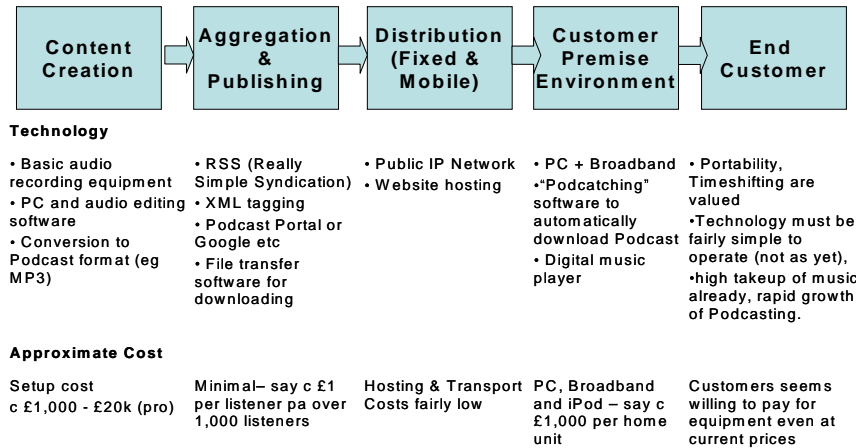 Content
Creation
Aggregation
&
Publishing
Distribution
(Fixed &
Mobile)
Customer
Premise
Environment
End
Customer
Technology
• Basic audio
recording equipment
• PC and audio editing
software
• Conversion to
Podcast format (eg
MP3)
• RSS (Really
Simple Syndication)
• XML tagging
• Podcast Portal or
Google etc
• File transfer
software for
downloading
• Public IP Network
• Website hosting
• PC + Broadband
•“Podcatching”
software to
automatically
download Podcast
• Digital music
player
• Portability,
Timeshifting are
valued
•Technology must be
fairly simple to
operate (not as yet),
•high takeup of music
already, rapid growth
of Podcasting.
Approximate Cost
Setup cost
c £1,000 - £20k (pro)
Minimal– say c £1
per listener pa over
1,000 listeners
Hosting & Transport
Costs fairly low
PC, Broadband
and iPod – say c
£1,000 per home
unit
Customers seems
willing to pay for
equipment even at
current prices